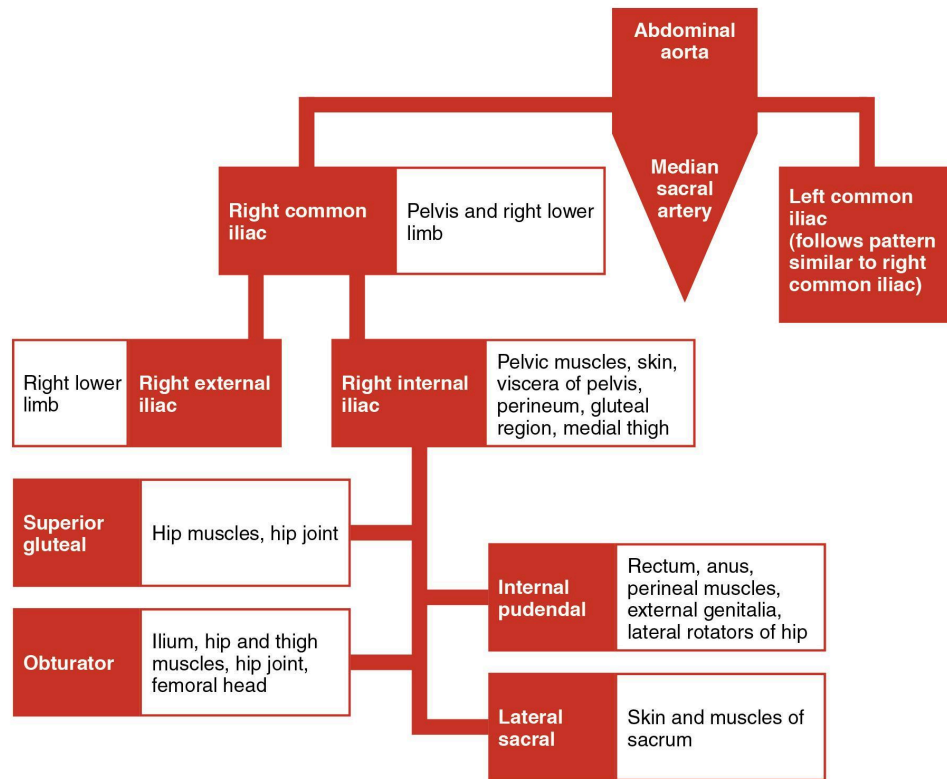 Abdominal
aorta
Median
sacral
artery
Right common
iliac
Pelvis and right lower
limb
Left common
iliac
(follows pattern
similar to right
common iliac)
Right lower
limb
Right external
iliac
Right internal
iliac
Pelvic muscles, skin,
viscera of pelvis,
perineum, gluteal
region, medial thigh
Superior
gluteal
Hip muscles, hip joint
Internal
pudendal
Rectum, anus,
perineal muscles,
external genitalia,
lateral rotators of hip
Obturator
Ilium, hip and thigh
muscles, hip joint,
femoral head
Lateral
sacral
Skin and muscles of
sacrum